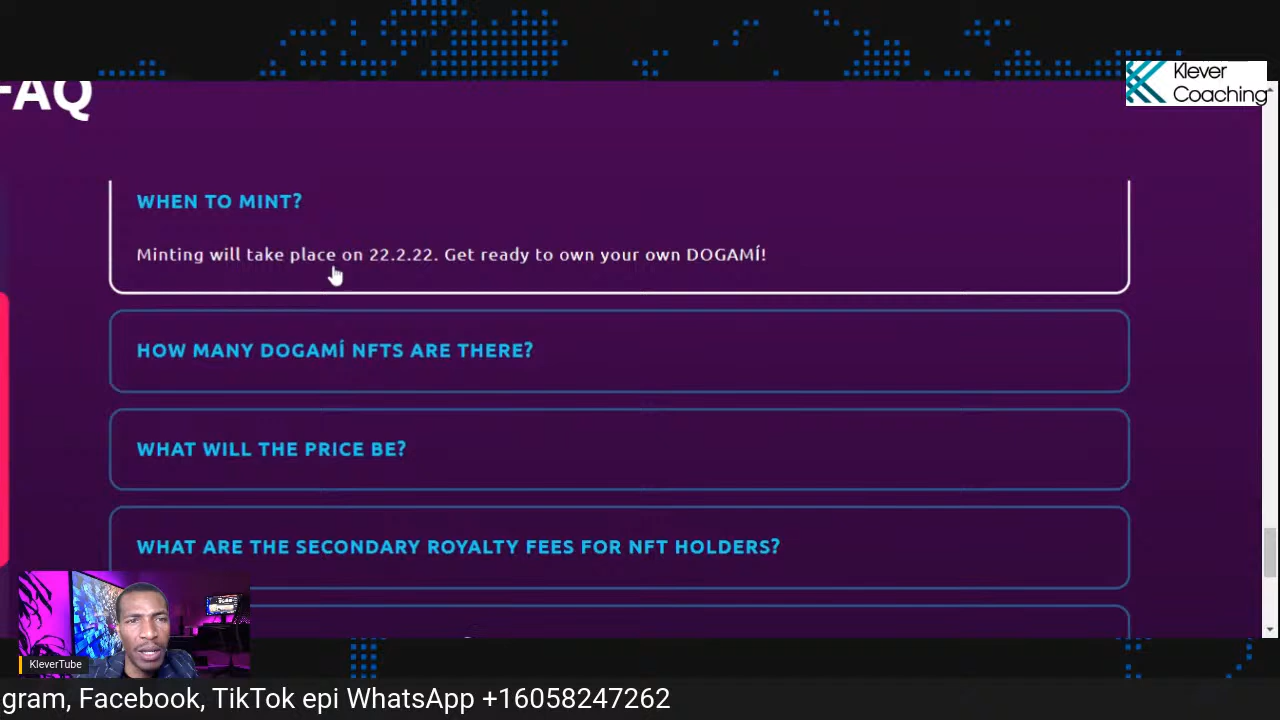 FAQ
Klever
Coaching
WHEN TO MINT?
Minting will take place on 22.2.22. Get ready to own your own DOGAMÍ!
HOW MANY DOGAMÍ NFTS ARE THERE?
WHAT WILL THE PRICE BE?
WHAT ARE THE SECONDARY ROYALTY FEES FOR NFT HOLDERS?
KleverTube
gram, Facebook, TikTok epi WhatsApp +16058247262